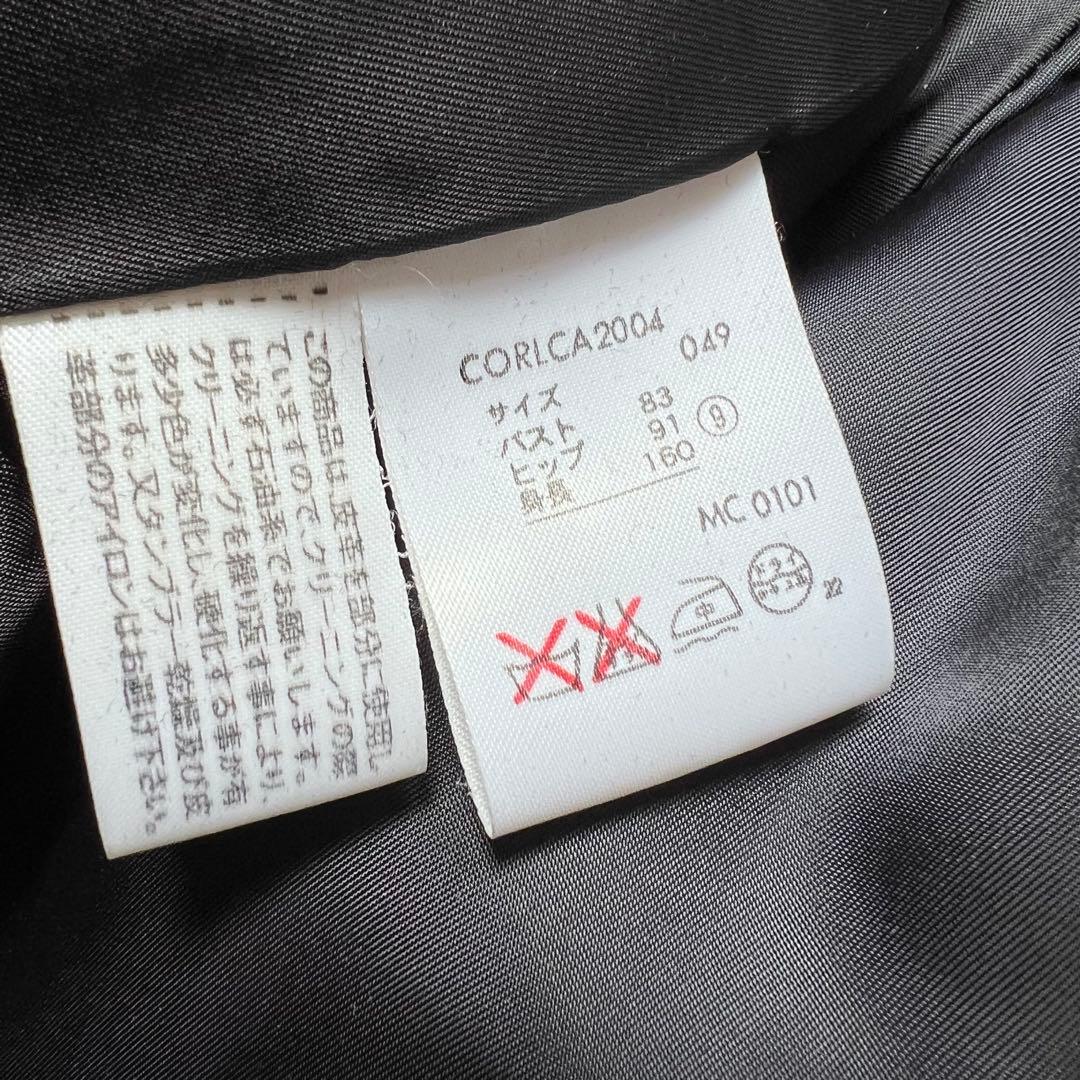 この商品は、皮革を部分に使用し
ていますのでクリーニングの際
は必ず石油系でお願いします。
クリーニングを繰り返す事により、
多少色が変化し、硬化する事が有
ります。又タンブラー乾燥及び皮
革部分のアイロンはお避け下さい。
CORLCA2004
049
サイズ
バスト 83
ヒップ 91 ⑨
身長 160
MC 0101
中
ドライ
22